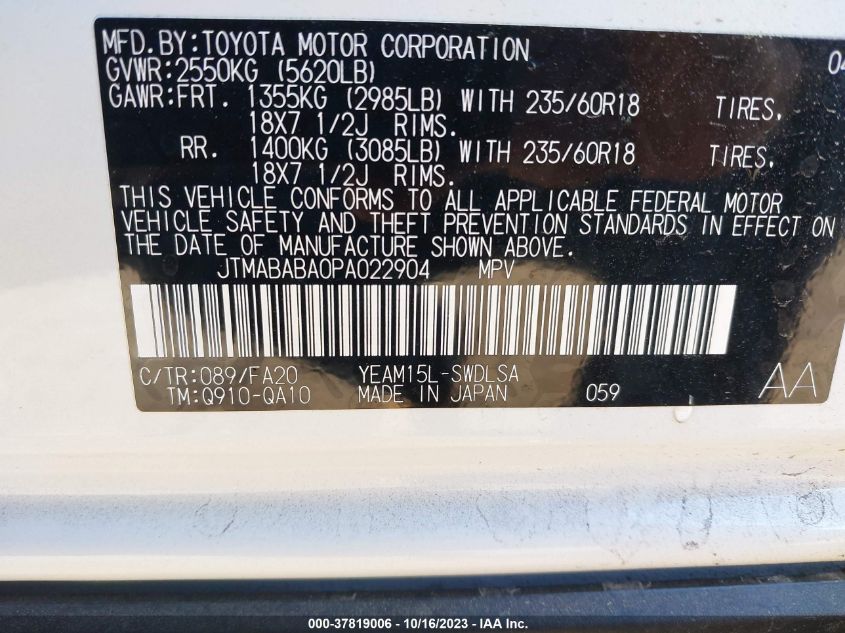 MFD.BY:TOYOTA MOTOR CORPORATION 04
GVWR:2550KG (5620LB)
GAWR:FRT. 1355KG (2985LB) WITH 235/60R18 TIRES,
18X7 1/2J RIMS.
RR. 1400KG (3085LB) WITH 235/60R18 TIRES,
18X7 1/2J RIMS.
THIS VEHICLE CONFORMS TO ALL APPLICABLE FEDERAL MOTOR
VEHICLE SAFETY AND THEFT PREVENTION STANDARDS IN EFFECT ON
THE DATE OF MANUFACTURE SHOWN ABOVE.
JTMABABA0PA022904 MPV
C/TR:089/FA20 YEAM15L-SWDLSA
TM:Q910-QA10 MADE IN JAPAN 059 AA
000-37819006 - 10/16/2023 - Copyright IAA, Inc.